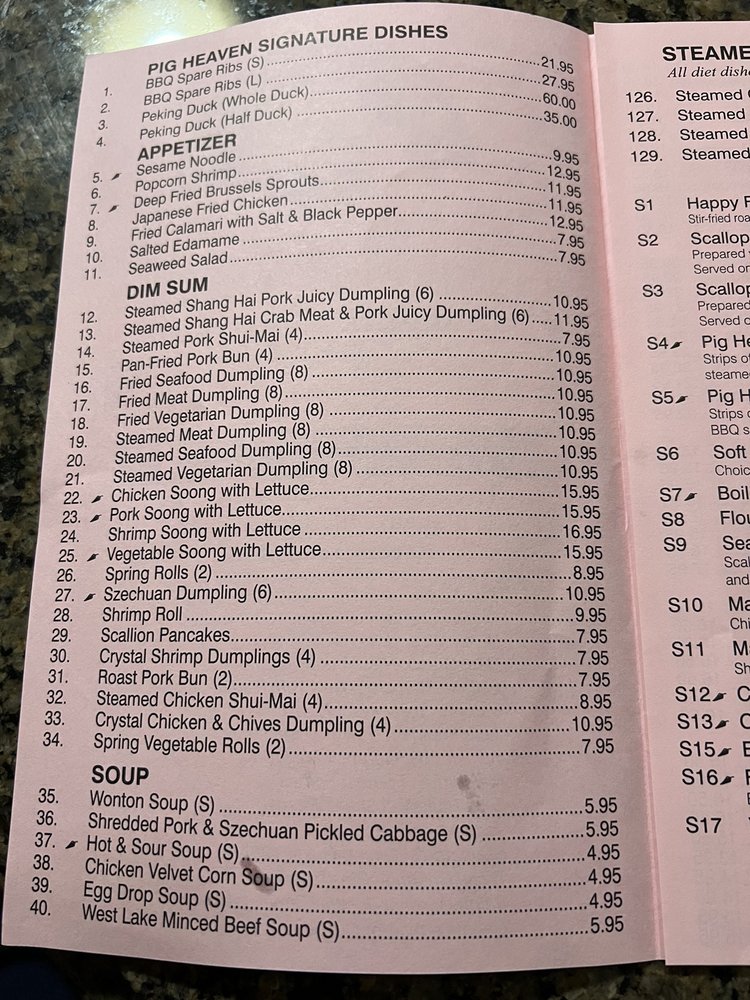 PIG HEAVEN SIGNATURE DISHES
1. BBQ Spare Ribs (S) 21.95
2. BBQ Spare Ribs (L) 27.95
3. Peking Duck (Whole Duck) 60.00
4. Peking Duck (Half Duck) 35.00
APPETIZER
5. Sesame Noodle 9.95
6. Popcorn Shrimp 12.95
7. Deep Fried Brussels Sprouts 11.95
8. Japanese Fried Chicken 11.95
9. Fried Calamari with Salt & Black Pepper 12.95
10. Salted Edamame 7.95
11. Seaweed Salad 7.95
DIM SUM
12. Steamed Shang Hai Pork Juicy Dumpling (6) 10.95
13. Steamed Shang Hai Crab Meat & Pork Juicy Dumpling (6) 11.95
14. Steamed Pork Shui-Mai (4) 7.95
15. Pan-Fried Pork Bun (4) 10.95
16. Fried Seafood Dumpling (8) 10.95
17. Fried Meat Dumpling (8) 10.95
18. Fried Vegetarian Dumpling (8) 10.95
19. Steamed Meat Dumpling (8) 10.95
20. Steamed Seafood Dumpling (8) 10.95
21. Steamed Vegetarian Dumpling (8) 10.95
22. Chicken Soong with Lettuce 15.95
23. Pork Soong with Lettuce 15.95
24. Shrimp Soong with Lettuce 16.95
25. Vegetable Soong with Lettuce 15.95
26. Spring Rolls (2) 8.95
27. Szechuan Dumpling (6) 10.95
28. Shrimp Roll 9.95
29. Scallion Pancakes 7.95
30. Crystal Shrimp Dumplings (4) 7.95
31. Roast Pork Bun (2) 7.95
32. Steamed Chicken Shui-Mai (4) 8.95
33. Crystal Chicken & Chives Dumpling (4) 10.95
34. Spring Vegetable Rolls (2) 7.95
SOUP
35. Wonton Soup (S) 5.95
36. Shredded Pork & Szechuan Pickled Cabbage (S) 5.95
37. Hot & Sour Soup (S) 4.95
38. Chicken Velvet Corn Soup (S) 4.95
39. Egg Drop Soup (S) 4.95
40. West Lake Minced Beef Soup (S) 5.95
STEAME
All diet dish
126. Steamed
127. Steamed
128. Steamed
129. Steamed
S1 Happy F
Stir-fried roa
S2 Scallop
Prepared
Served o
S3 Scallop
Prepared
Served o
S4 Pig He
Strips o
steame
S5 Pig H
Strips
BBQ s
S6 Soft
Choic
S7 Boil
S8 Flou
S9 Sea
Scal
and
S10 Ma
Chi
S11 M
Sh
S12 C
S13
S15 E
S16
S17